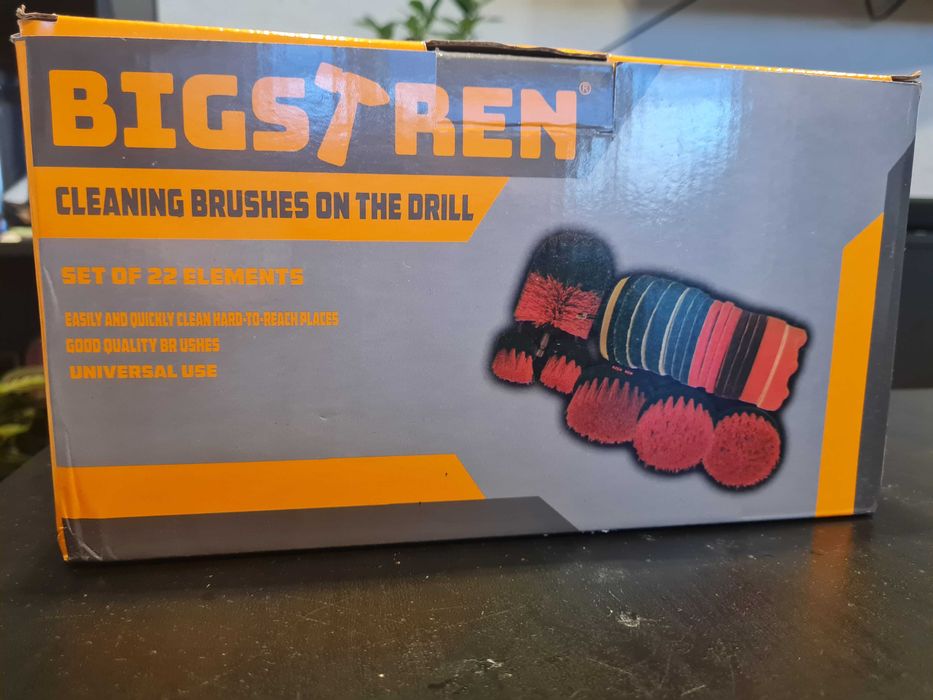 BIGSTREN®
CLEANING BRUSHES ON THE DRILL
SET OF 22 ELEMENTS
EASILY AND QUICKLY CLEAN HARD-TO-REACH PLACES
GOOD QUALITY BR USHES
UNIVERSAL USE